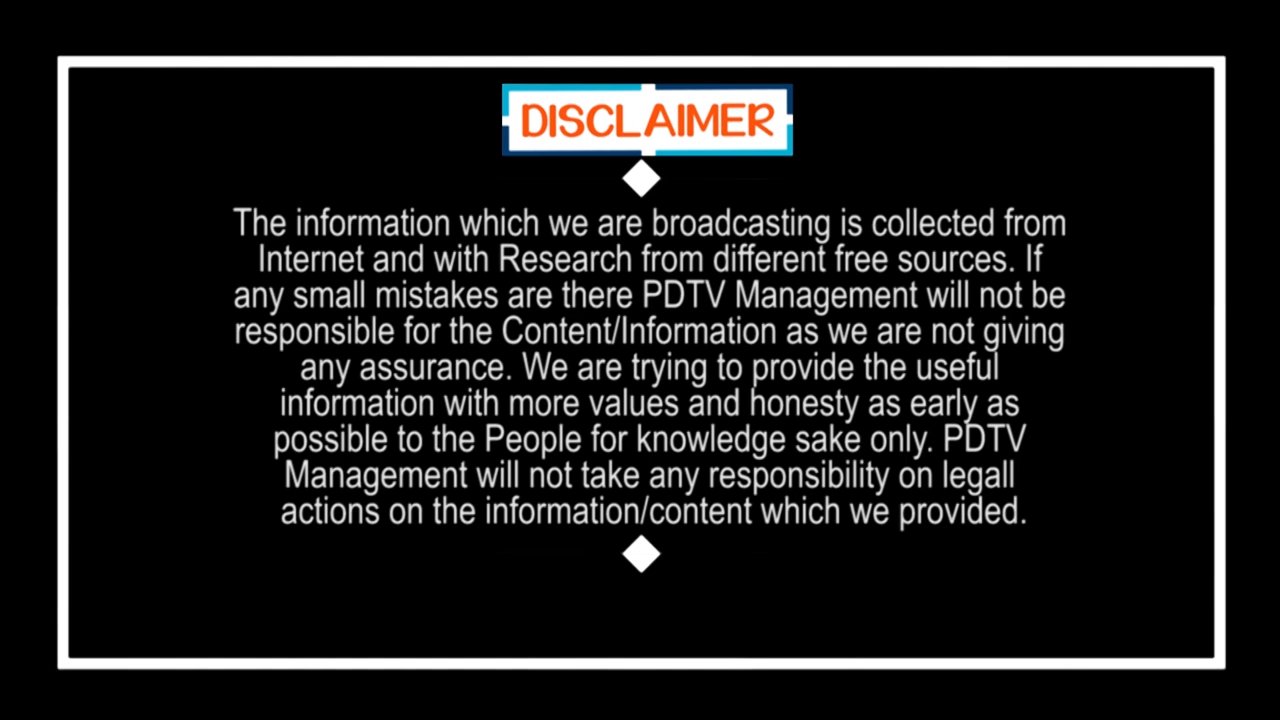 DISCLAIMER
The information which we are broadcasting is collected from
Internet and with Research from different free sources. If
any small mistakes are there PDTV Management will not be
responsible for the Content/Information as we are not giving
any assurance. We are trying to provide the useful
information with more values and honesty as early as
possible to the People for knowledge sake only. PDTV
Management will not take any responsibility on legall
actions on the information/content which we provided.